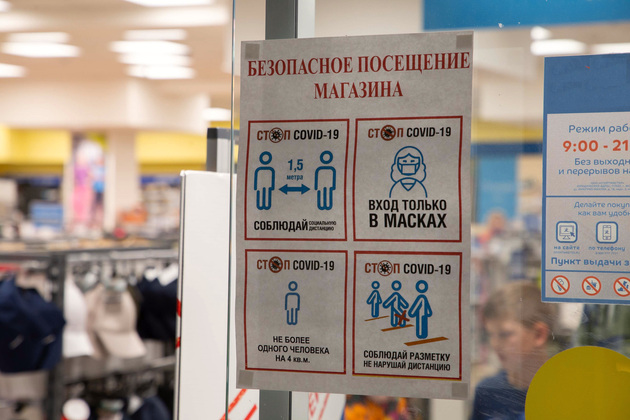 БЕЗОПАСНОЕ ПОСЕЩЕНИЕ
МАГАЗИНА
СТОП COVID-19
1,5
метра
СОБЛЮДАЙ СОЦИАЛЬНУЮ
ДИСТАНЦИЮ
СТОП COVID-19
ВХОД ТОЛЬКО
В МАСКАХ
СТОП COVID-19
НЕ БОЛЕЕ
ОДНОГО ЧЕЛОВЕКА
НА 4 КВ.М.
СТОП COVID-19
СОБЛЮДАЙ РАЗМЕТКУ
НЕ НАРУШАЙ ДИСТАНЦИЮ
Режим раб
9:00 - 21
Без выходн
и перерывов на
Делайте покуп
как вам удоб
на сайте
по телефону
Пункт выдачи з